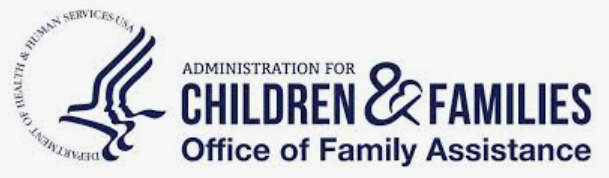 DEPARTMENT OF HEALTH & HUMAN SERVICES·USA
ADMINISTRATION FOR
CHILDREN & FAMILIES
Office of Family Assistance